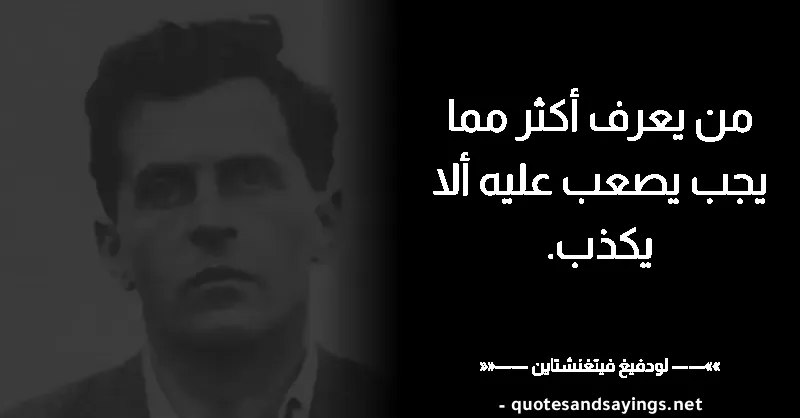 من يعرف أكثر مما
يجب يصعب عليه ألا
يكذب.
»»—— لودفيغ فيتغنشتاين ——««
- quotesandsayings.net